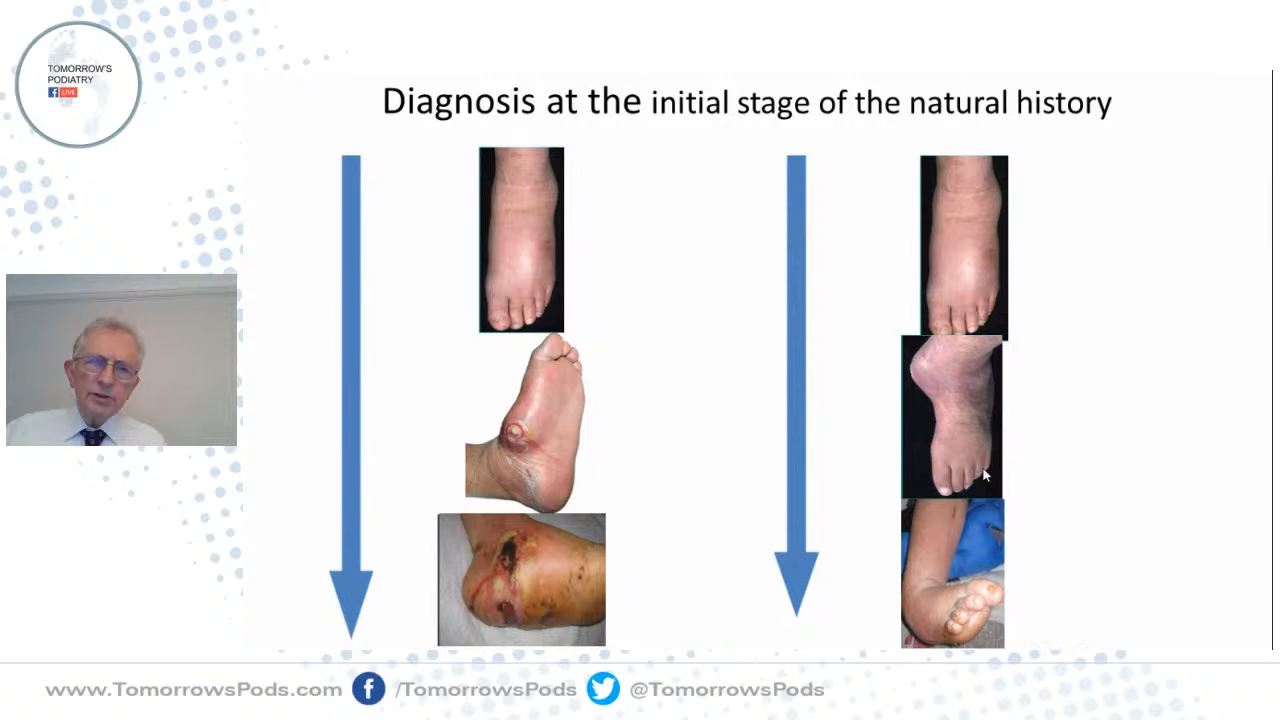 TOMORROW'S
PODIATRY
f LIVE
Diagnosis at the initial stage of the natural history
www.TomorrowsPods.com
/TomorrowsPods
@TomorrowsPods